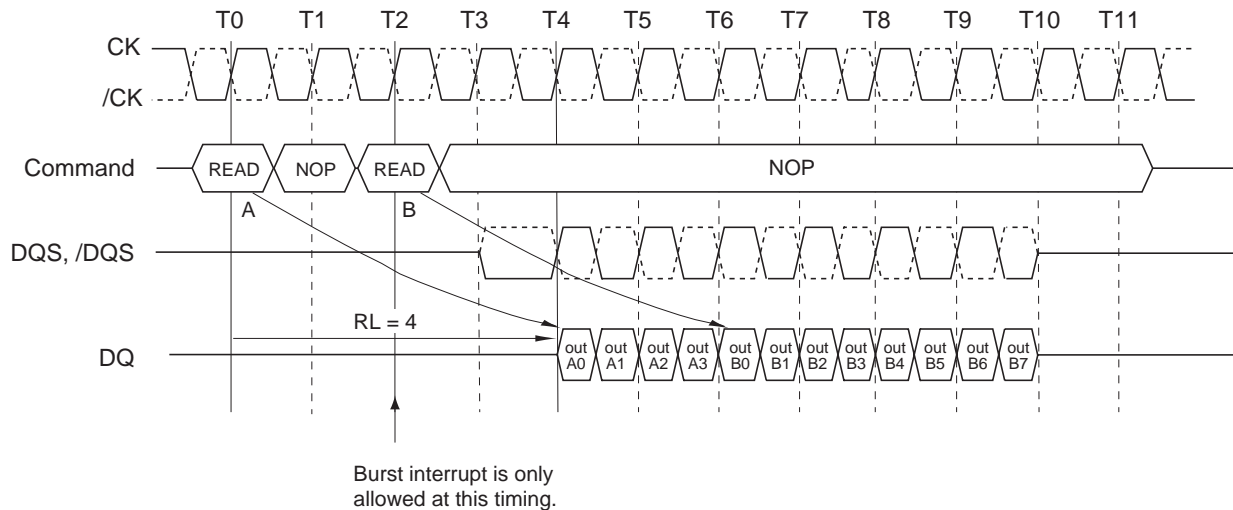 T0 T1 T2 T3 T4 T5 T6 T7 T8 T9 T10 T11
CK
/CK
Command READ NOP READ NOP
A B
DQS, /DQS
RL = 4
DQ
out A0 out A1 out A2 out A3 out B0 out B1 out B2 out B3 out B4 out B5 out B6 out B7
Burst interrupt is only
allowed at this timing.